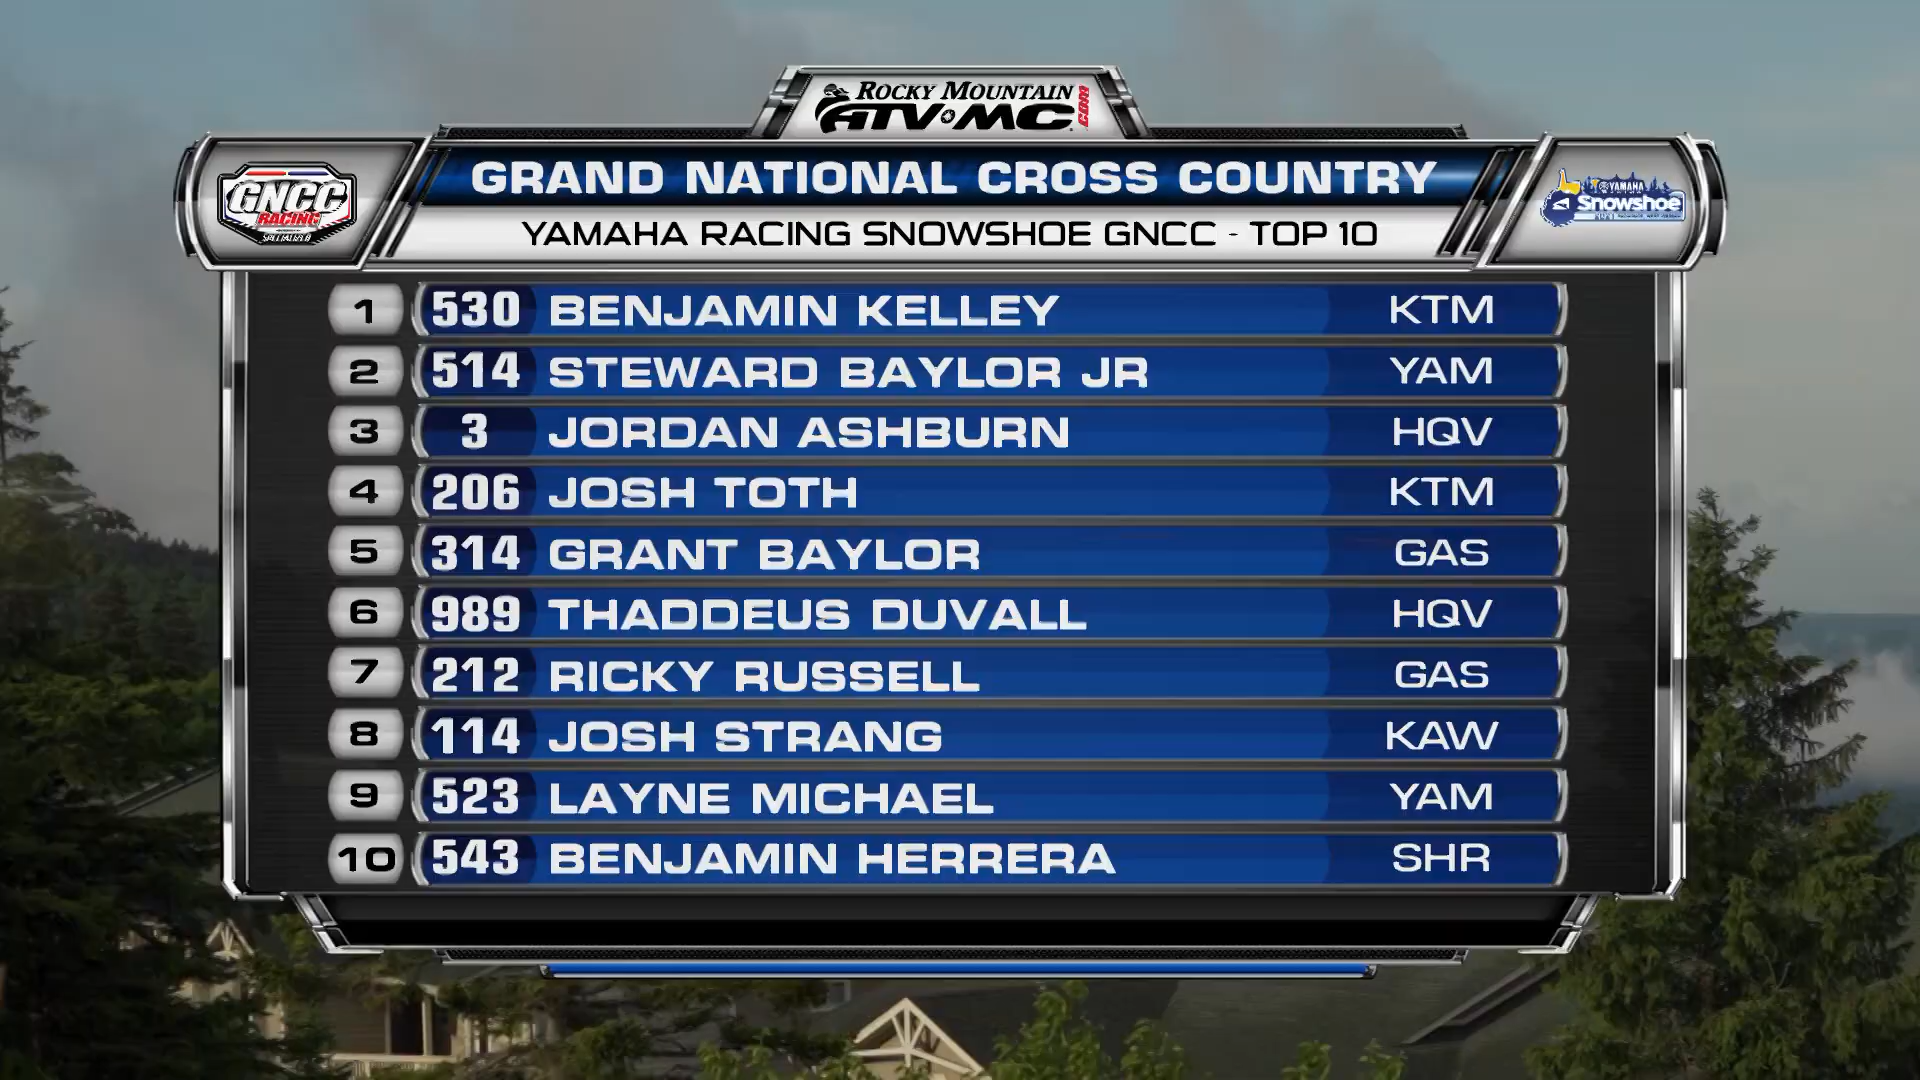 ROCKY MOUNTAIN
ATV MC .COM
GNCC
RACING
GRAND NATIONAL CROSS COUNTRY
YAMAHA
Snowshoe
YAMAHA RACING SNOWSHOE GNCC - TOP 10
1 530 BENJAMIN KELLEY KTM
2 514 STEWARD BAYLOR JR YAM
3 3 JORDAN ASHBURN HQV
4 206 JOSH TOTH KTM
5 314 GRANT BAYLOR GAS
6 989 THADDEUS DUVALL HQV
7 212 RICKY RUSSELL GAS
8 114 JOSH STRANG KAW
9 523 LAYNE MICHAEL YAM
10 543 BENJAMIN HERRERA SHR